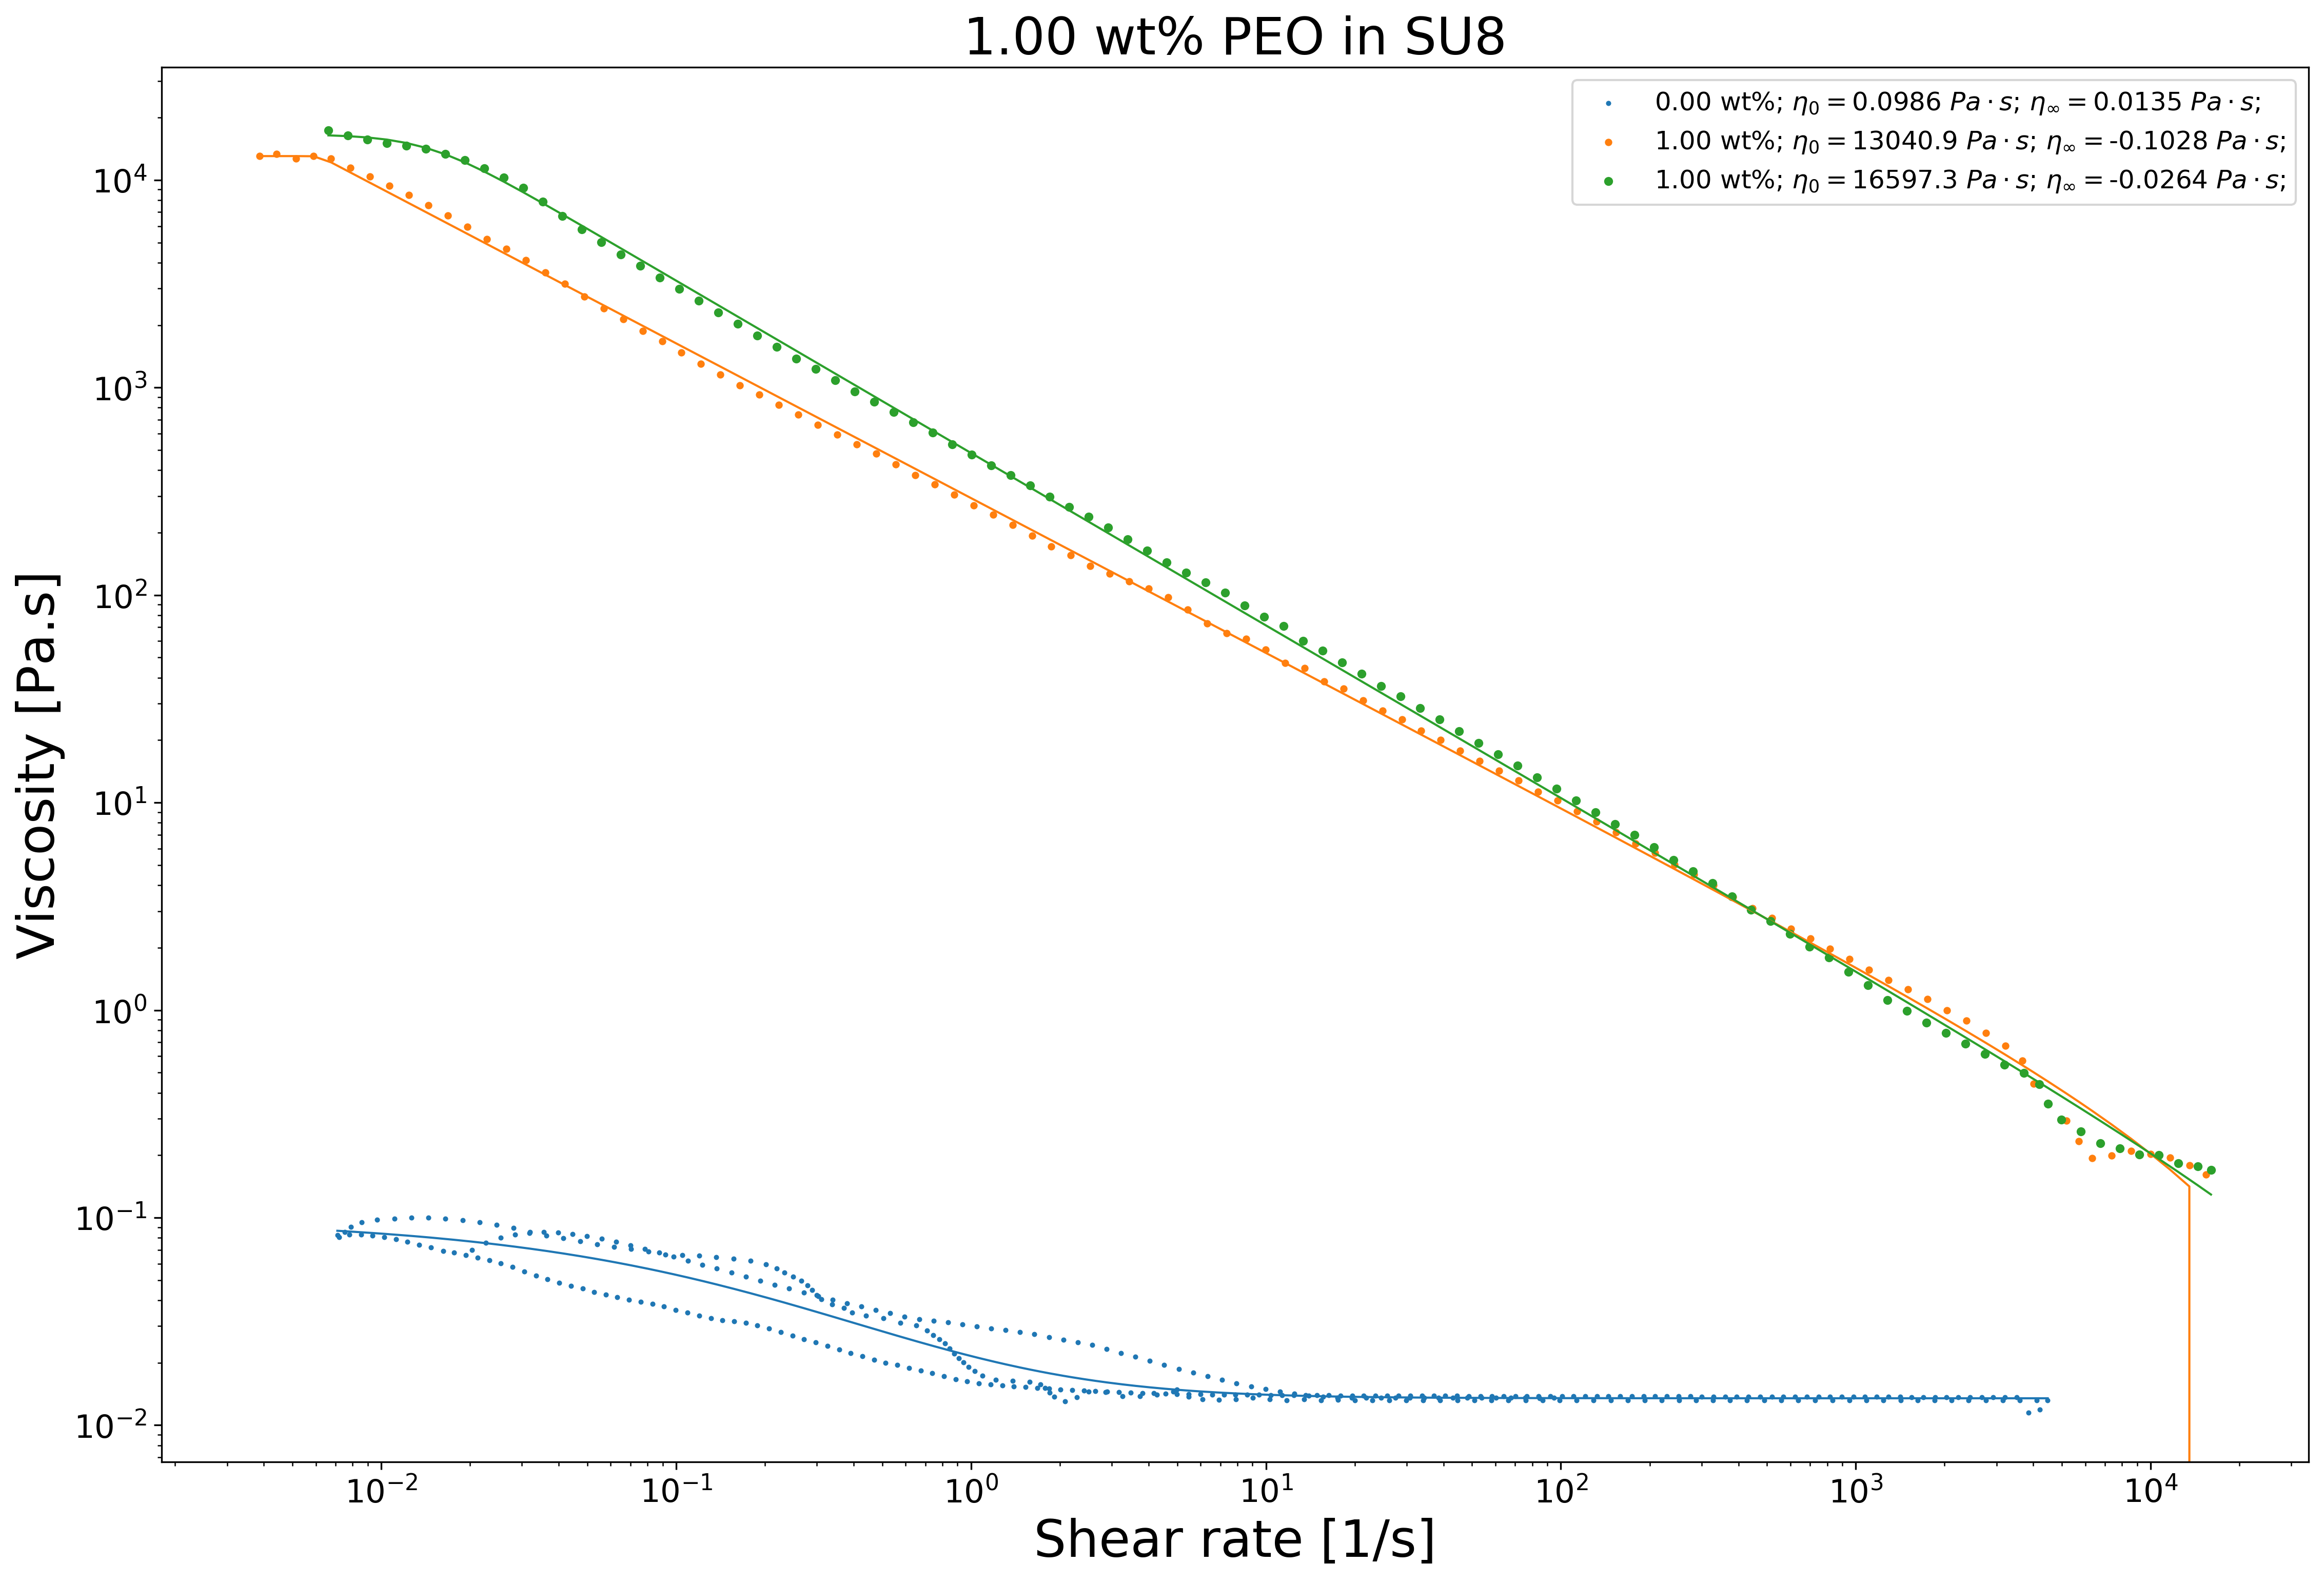 1.00 wt% PEO in SU8
0.00 wt%; η₀ = 0.0986 Pa · s; η∞ = 0.0135 Pa · s;
1.00 wt%; η₀ = 13040.9 Pa · s; η∞ = -0.1028 Pa · s;
1.00 wt%; η₀ = 16597.3 Pa · s; η∞ = -0.0264 Pa · s;
Viscosity [Pa.s]
10⁴
10³
10²
10¹
10⁰
10⁻¹
10⁻²
10⁻² 10⁻¹ 10⁰ 10¹ 10² 10³ 10⁴
Shear rate [1/s]